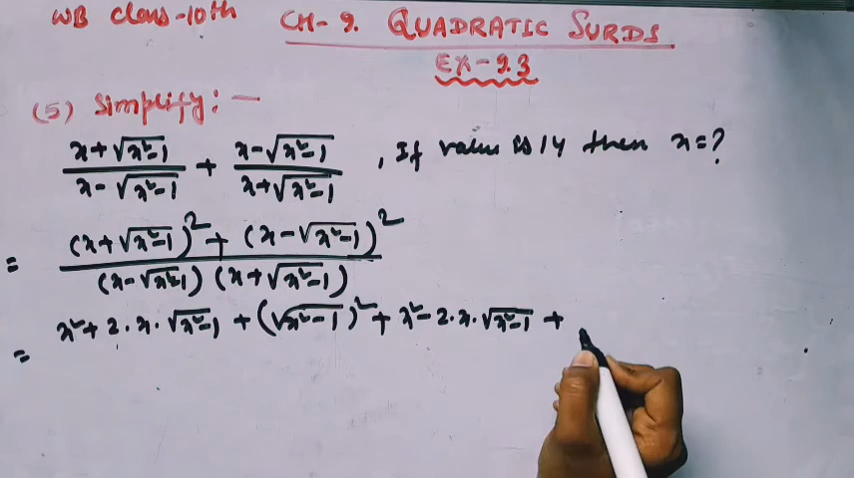 WB Class-10th CH-9. QUADRATIC SURDS
EX-9.3
(5) Simplify:—
x+√x²-1 / x-√x²-1 + x-√x²-1 / x+√x²-1 , If value is 14 then x=?
= (x+√x²-1)² + (x-√x²-1)² / (x-√x²-1) (x+√x²-1)
= x²+2·x·√x²-1 + (√x²-1)² + x²-2·x·√x²-1 +